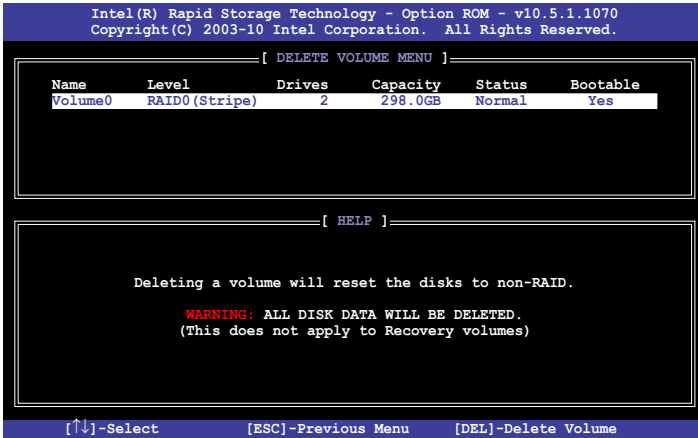 Intel(R) Rapid Storage Technology - Option ROM - v10.5.1.1070
Copyright(C) 2003-10 Intel Corporation. All Rights Reserved.
[ DELETE VOLUME MENU ]
Name Level Drives Capacity Status Bootable
Volume0 RAID0(Stripe) 2 298.0GB Normal Yes
[ HELP ]
Deleting a volume will reset the disks to non-RAID.
WARNING: ALL DISK DATA WILL BE DELETED.
(This does not apply to Recovery volumes)
[↑↓]-Select [ESC]-Previous Menu [DEL]-Delete Volume